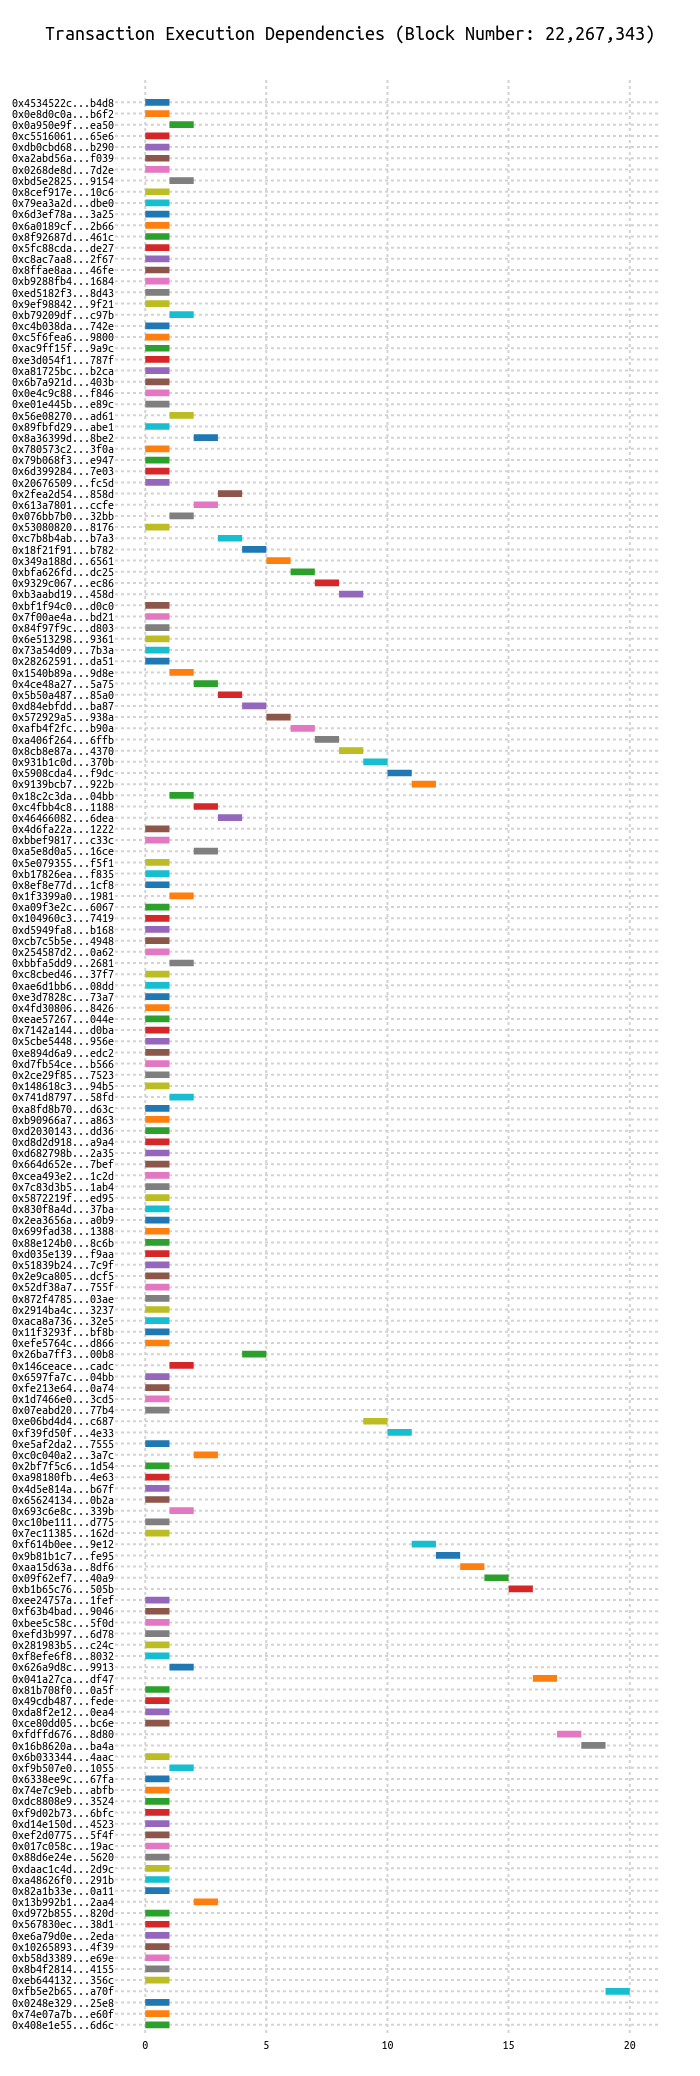 Transaction Execution Dependencies (Block Number: 22,267,343)
0x4534522c...b4d8
0x0e8d0c0a...b6f2
0x0a950e9f...ea50
0xc5516061...65e6
0xdb0cbd68...b290
0xa2abd56a...f039
0x0268de8d...7d2e
0xbd5e2825...9154
0x8cef917e...10c6
0x79ea3a2d...dbe0
0x6d3ef78a...3a25
0x6a0189cf...2b66
0x8f92687d...461c
0x5fc88cda...de27
0xc8ac7aa8...2f67
0x8ffae8aa...46fe
0xb9288fb4...1684
0xed5182f3...8d43
0x9ef98842...9f21
0xb79209df...c97b
0xc4b038da...742e
0xc5f6fea6...9800
0xac9ff15f...9a9c
0xe3d054f1...787f
0xa81725bc...b2ca
0x6b7a921d...403b
0x0e4c9c88...f846
0xe01e445b...e89c
0x56e08270...ad61
0x89fbfd29...abe1
0x8a36399d...8be2
0x780573c2...3f0a
0x79b068f3...e947
0x6d399284...7e03
0x20676509...fc5d
0x2fea2d54...858d
0x613a7801...ccfe
0x076bb7b0...32bb
0x53080820...8176
0xc7b8b4ab...b7a3
0x18f21f91...b782
0x349a188d...6561
0xbfa626fd...dc25
0x9329c067...ec86
0xb3aabd19...458d
0xbf1f94c0...d0c0
0x7f00ae4a...bd21
0x84f97f9c...d803
0x6e513298...9361
0x73a54d09...7b3a
0x28262591...da51
0x1540b89a...9d8e
0x4ce48a27...5a75
0x5b50a487...85a0
0xd84ebfdd...ba87
0x572929a5...938a
0xafb4f2fc...b90a
0xa406f264...6ffb
0x8cb8e87a...4370
0x931b1c0d...370b
0x5908cda4...f9dc
0x9139bcb7...922b
0x18c2c3da...04bb
0xc4fbb4c8...1188
0x46466082...6dea
0x4d6fa22a...1222
0xbbef9817...c33c
0xa5e8d0a5...16ce
0x5e079355...f5f1
0xb17826ea...f835
0x8ef8e77d...1cf8
0x1f3399a0...1981
0xa09f3e2c...6067
0x104960c3...7419
0xd5949fa8...b168
0xcb7c5b5e...4948
0x254587d2...0a62
0xbbfa5dd9...2681
0xc8cbed46...37f7
0xae6d1bb6...08dd
0xe3d7828c...73a7
0x4fd30806...8426
0xeae57267...044e
0x7142a144...d0ba
0x5cbe5448...956e
0xe894d6a9...edc2
0xd7fb54ce...b566
0x2ce29f85...7523
0x148618c3...94b5
0x741d8797...58fd
0xa8fd8b70...d63c
0xb90966a7...a863
0xd2030143...dd36
0xd8d2d918...a9a4
0xd682798b...2a35
0x664d652e...7bef
0xcea493e2...1c2d
0x7c83d3b5...1ab4
0x5872219f...ed95
0x830f8a4d...37ba
0x2ea3656a...a0b9
0x699fad38...1388
0x88e124b0...8c6b
0xd035e139...f9aa
0x51839b24...7c9f
0x2e9ca805...dcf5
0x52df38a7...755f
0x872f4785...03ae
0x2914ba4c...3237
0xaca8a736...32e5
0x11f3293f...bf8b
0xefe5764c...d866
0x26ba7ff3...00b8
0x146ceace...cadc
0x6597fa7c...04bb
0xfe213e64...0a74
0x1d7466e0...3cd5
0x07eabd20...77b4
0xe06bd4d4...c687
0xf39fd50f...4e33
0xe5af2da2...7555
0xc0c040a2...3a7c
0x2bf7f5c6...1d54
0xa98180fb...4e63
0x4d5e814a...b67f
0x65624134...0b2a
0x693c6e8c...339b
0xc10be111...d775
0x7ec11385...162d
0xf614b0ee...9e12
0x9b81b1c7...fe95
0xaa15d63a...8df6
0x09f62ef7...40a9
0xb1b65c76...505b
0xee24757a...1fef
0xf63b4bad...9046
0xbee5c58c...5f0d
0xefd3b997...6d78
0x281983b5...c24c
0xf8efe6f8...8032
0x626a9d8c...9913
0x041a27ca...df47
0x81b708f0...0a5f
0x49cdb487...fede
0xda8f2e12...0ea4
0xce80dd05...bc6e
0xfdffd676...8d80
0x16b8620a...ba4a
0x6b033344...4aac
0xf9b507e0...1055
0x6338ee9c...67fa
0x74e7c9eb...abfb
0xdc8808e9...3524
0xf9d02b73...6bfc
0xd14e150d...4523
0xef2d0775...5f4f
0x017c058c...19ac
0x88d6e24e...5620
0xdaac1c4d...2d9c
0xa48626f0...291b
0x82a1b33e...0a11
0x13b992b1...2aa4
0xd972b855...820d
0x567830ec...38d1
0xe6a79d0e...2eda
0x10265893...4f39
0xb58d3389...e69e
0x8b4f2814...4155
0xeb644132...356c
0xfb5e2b65...a70f
0x0248e329...25e8
0x74e07a7b...e60f
0x408e1e55...6d6c
0 5 10 15 20